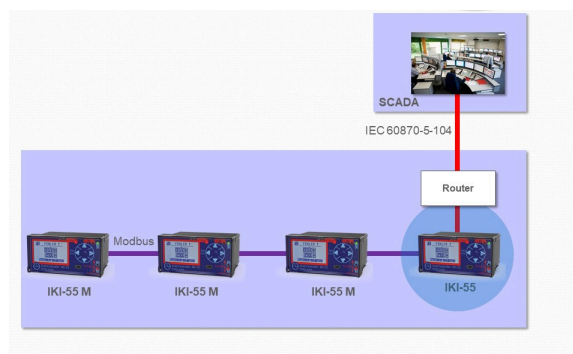 SCADA
IEC 60870-5-104
Router
Modbus
IKI-55 M
IKI-55 M
IKI-55 M
IKI-55